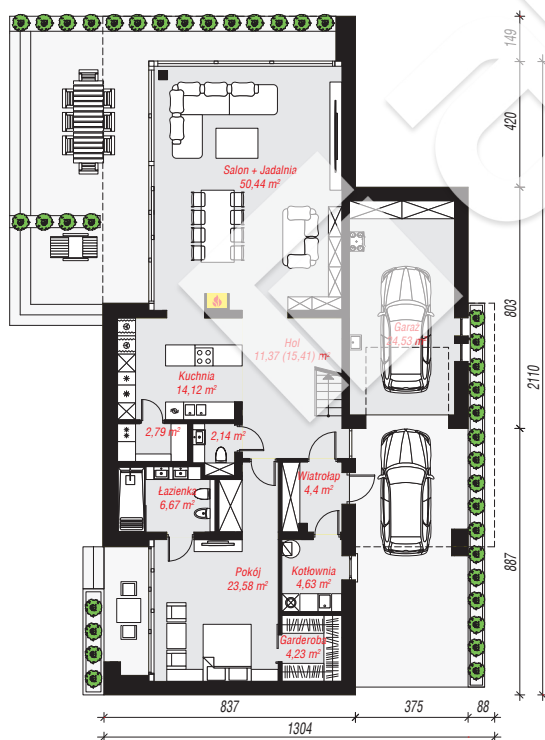 149
420
Salon + Jadalnia
50,44 m²
803
2110
Garaż
24,53 m²
Hol
11,37 (15,41) m²
Kuchnia
14,12 m²
2,79 m²
2,14 m²
Wiatrołap
4,4 m²
Łazienka
6,67 m²
887
Pokój
23,58 m²
Kotłownia
4,63 m²
Garderoba
4,23 m²
837
375
88
1304